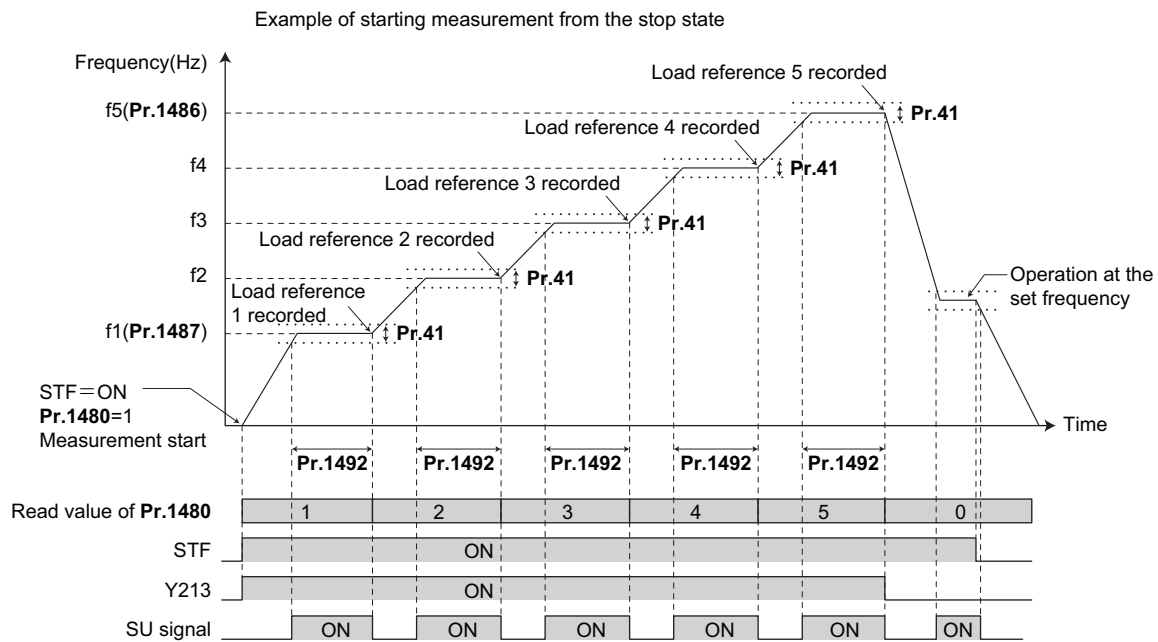 Example of starting measurement from the stop state
Frequency(Hz)
Load reference 5 recorded
f5(Pr.1486)
Pr.41
Load reference 4 recorded
f4
Pr.41
Load reference 3 recorded
f3
Pr.41
Load reference 2 recorded
f2
Pr.41
Operation at the
set frequency
Load reference
1 recorded
f1(Pr.1487)
Pr.41
STF=ON
Pr.1480=1
Measurement start
Time
Pr.1492 Pr.1492 Pr.1492 Pr.1492 Pr.1492
Read value of Pr.1480 1 2 3 4 5 0
STF ON
Y213 ON
SU signal ON ON ON ON ON ON